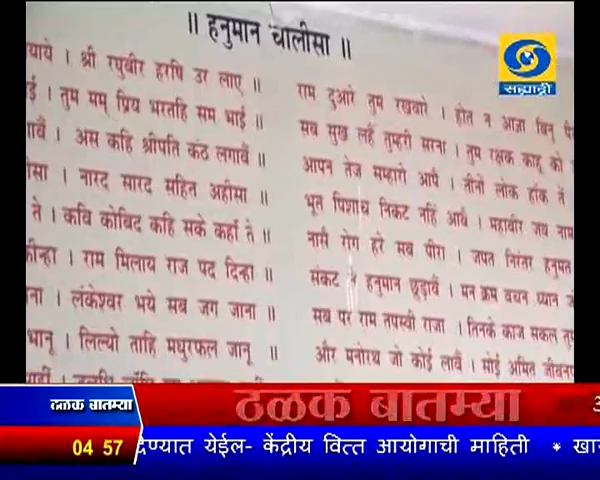 ॥ हनुमान चालीसा ॥
श्री रघुबीर हरषि उर लाए ॥
तुम मम् प्रिय भरतहि सम भाई ॥
अस कहि श्रीपति कंठ लगावैं ॥
नारद सारद सहित अहीसा ॥
ते । कवि कोविद कहि सके कहाँ ते ॥
राम मिलाय राज पद दिन्हा ॥
लंकेश्वर भये सब जग जाना ॥
भानू । लिल्यो ताहि मधुरफल जानू ॥
राम दुआरे तुम रखवारे । होत न आज्ञा बिनु
सब सुख लहैं तुम्हरी सरना । तुम रक्षक काहू को
आपन तेज सम्हारो आपै । तीनों लोक हांक तें
भूत पिशाच निकट नहिं आवै । महावीर जब नाम
नासै रोग हरे सब पीरा । जपत निरंतर हनुमत
संकट हनुमान छुड़ावैं । मन क्रम वचन ध्यान
सब पर राम तपस्वी राजा । तिनके काज सकल
और मनोरथ जो कोई लावै । सोई अमित
सह्याद्री
ठळक बातम्या
ठळक बातम्या
04 57
देण्यात येईल- केंद्रीय वित्त आयोगाची माहिती *